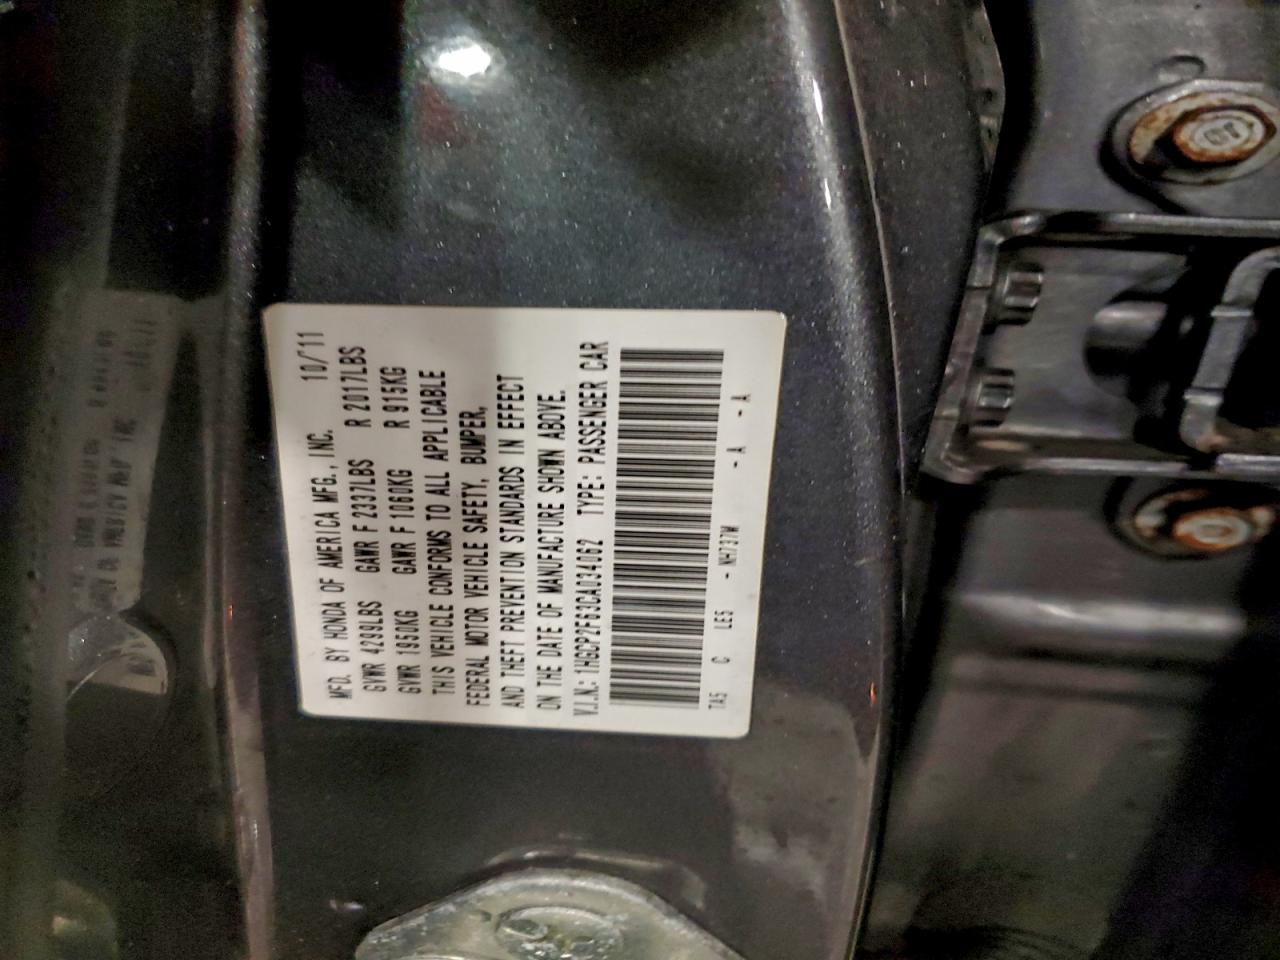 MFD. BY HONDA OF AMERICA MFG., INC. 10/'11
GVWR 4299LBS GAWR F 2337LBS R 2017LBS
GVWR 1950KG GAWR F 1060KG R 915KG
THIS VEHICLE CONFORMS TO ALL APPLICABLE
FEDERAL MOTOR VEHICLE SAFETY, BUMPER,
AND THEFT PREVENTION STANDARDS IN EFFECT
ON THE DATE OF MANUFACTURE SHOWN ABOVE.
V.I.N.: 1HGCP2F63CA034062 TYPE: PASSENGER CAR
TA5 C LE5 - NH737M - A - A